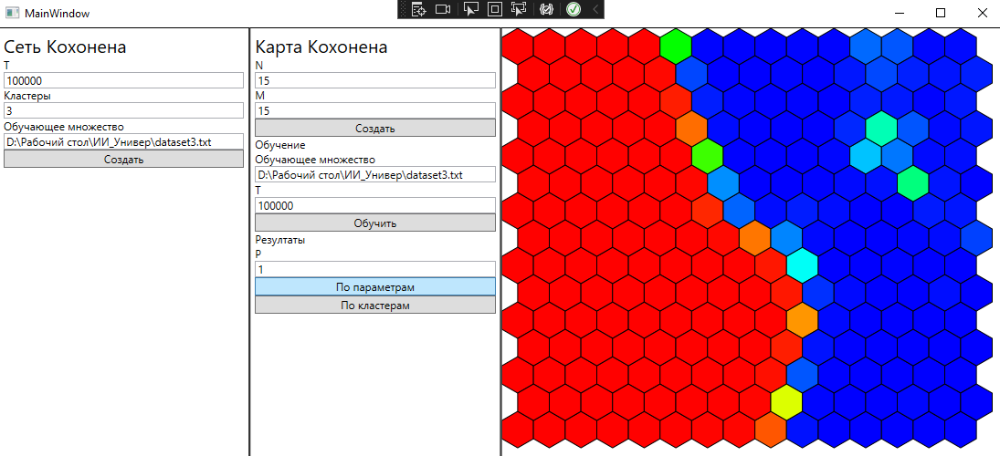 MainWindow
Сеть Кохонена
T
100000
Кластеры
3
Обучающее множество
D:\Рабочий стол\ИИ_Универ\dataset3.txt
Создать
Карта Кохонена
N
15
M
15
Создать
Обучение
Обучающее множество
D:\Рабочий стол\ИИ_Универ\dataset3.txt
T
100000
Обучить
Резултаты
P
1
По параметрам
По кластерам